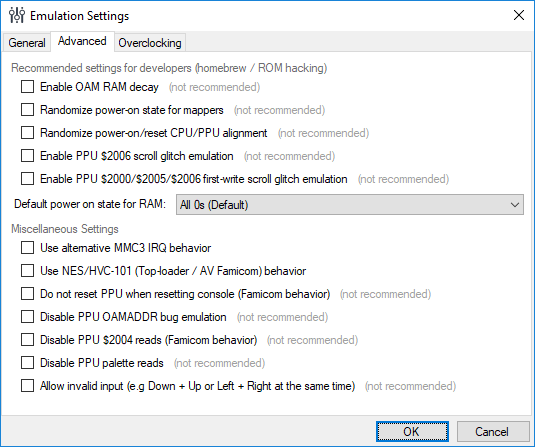 Emulation Settings
General Advanced Overclocking
Recommended settings for developers (homebrew / ROM hacking)
Enable OAM RAM decay (not recommended)
Randomize power-on state for mappers (not recommended)
Randomize power-on/reset CPU/PPU alignment (not recommended)
Enable PPU $2006 scroll glitch emulation (not recommended)
Enable PPU $2000/$2005/$2006 first-write scroll glitch emulation (not recommended)
Default power on state for RAM: All 0s (Default)
Miscellaneous Settings
Use alternative MMC3 IRQ behavior
Use NES/HVC-101 (Top-loader / AV Famicom) behavior
Do not reset PPU when resetting console (Famicom behavior) (not recommended)
Disable PPU OAMADDR bug emulation (not recommended)
Disable PPU $2004 reads (Famicom behavior) (not recommended)
Disable PPU palette reads (not recommended)
Allow invalid input (e.g Down + Up or Left + Right at the same time) (not recommended)
OK Cancel